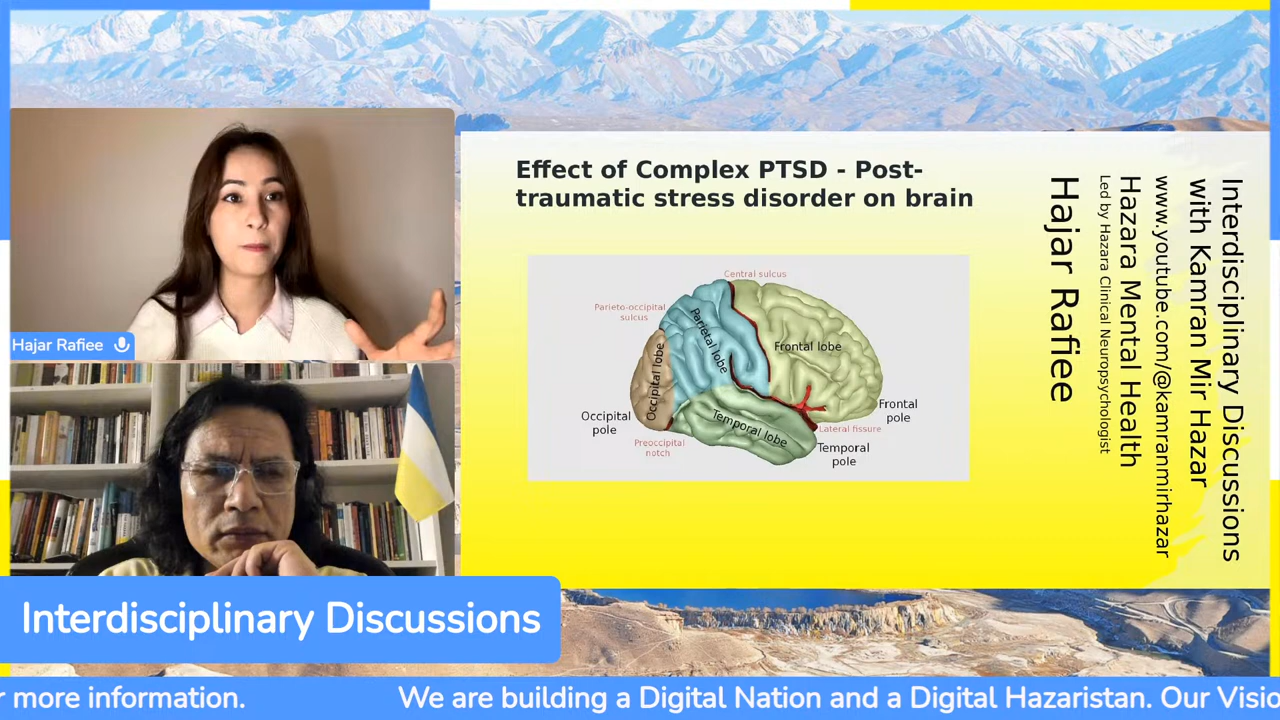 Hajar Rafiee
Effect of Complex PTSD - Post-
traumatic stress disorder on brain
Central sulcus
Parieto-occipital
sulcus
Parietal lobe
Frontal lobe
Occipital lobe
Temporal lobe
Occipital
pole
Frontal
pole
Lateral fissure
Preoccipital
notch
Temporal
pole
Interdisciplinary Discussions
with Kamran Mir Hazar
www.youtube.com/@kamranmirhazar
Hazara Mental Health
Led by Hazara Clinical Neuropsychologist
Hajar Rafiee
Interdisciplinary Discussions
r more information.
We are building a Digital Nation and a Digital Hazaristan. Our Visio